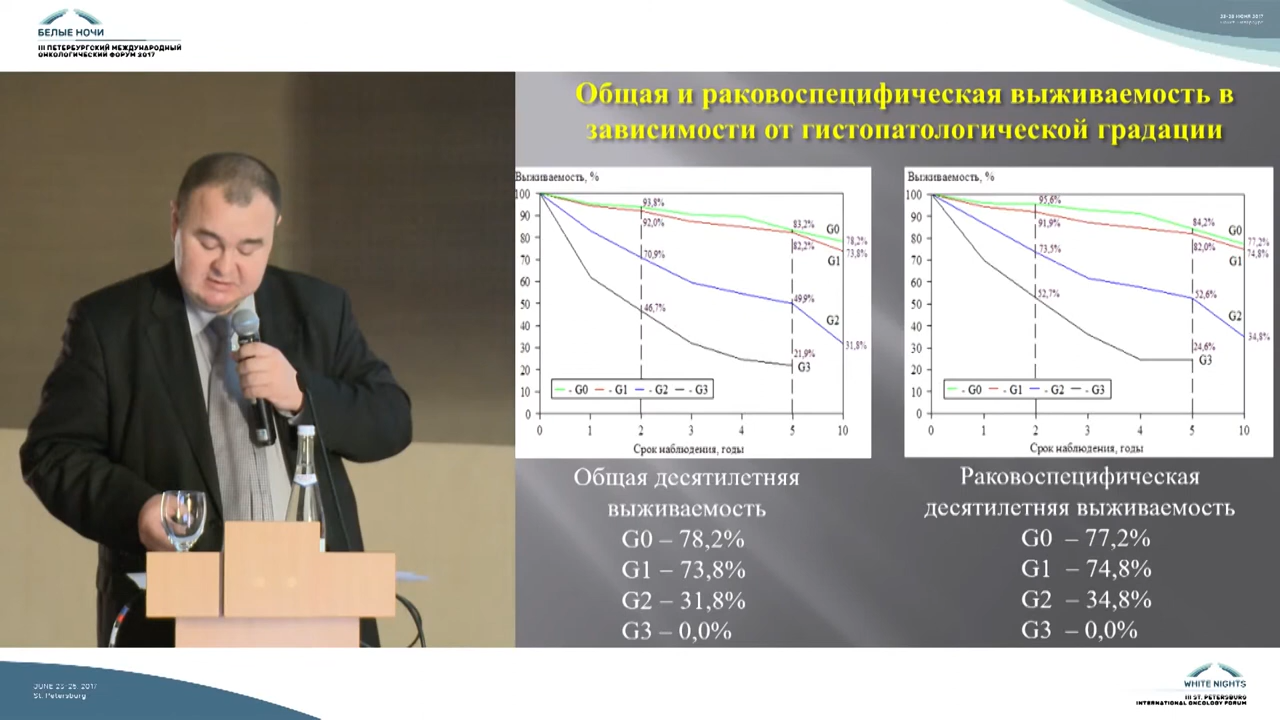 БЕЛЫЕ НОЧИ
III ПЕТЕРБУРГСКИЙ МЕЖДУНАРОДНЫЙ
ОНКОЛОГИЧЕСКИЙ ФОРУМ 2017
Общая и раковоспецифическая выживаемость в
зависимости от гистопатологической градации
Выживаемость, %
100
90
80
70
60
50
40
30
20
10
0
93,8%
92,0%
70,9%
46,7%
83,2%
82,2%
49,9%
21,9%
G0
78,2%
73,8%
G1
G2
31,8%
G3
- G0 - G1 - G2 - G3
0 1 2 3 4 5 10
Срок наблюдения, годы
Выживаемость, %
100
90
80
70
60
50
40
30
20
10
0
95,6%
91,9%
73,5%
52,7%
84,2%
82,0%
52,6%
24,6%
G0
77,2%
74,8%
G1
G2
34,8%
G3
- G0 - G1 - G2 - G3
0 1 2 3 4 5 10
Срок наблюдения, годы
Общая десятилетняя
выживаемость
G0 – 78,2%
G1 – 73,8%
G2 – 31,8%
G3 – 0,0%
Раковоспецифическая
десятилетняя выживаемость
G0 – 77,2%
G1 – 74,8%
G2 – 34,8%
G3 – 0,0%
St. Petersburg
WHITE NIGHTS
III ST. PETERSBURG
INTERNATIONAL ONCOLOGY FORUM